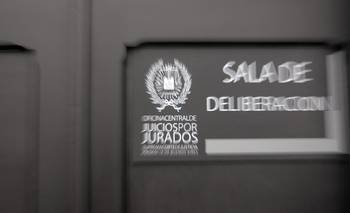 SALA DE
DELIBERACION
OFICINA CENTRAL DE
JUICIOS POR
JURADOS